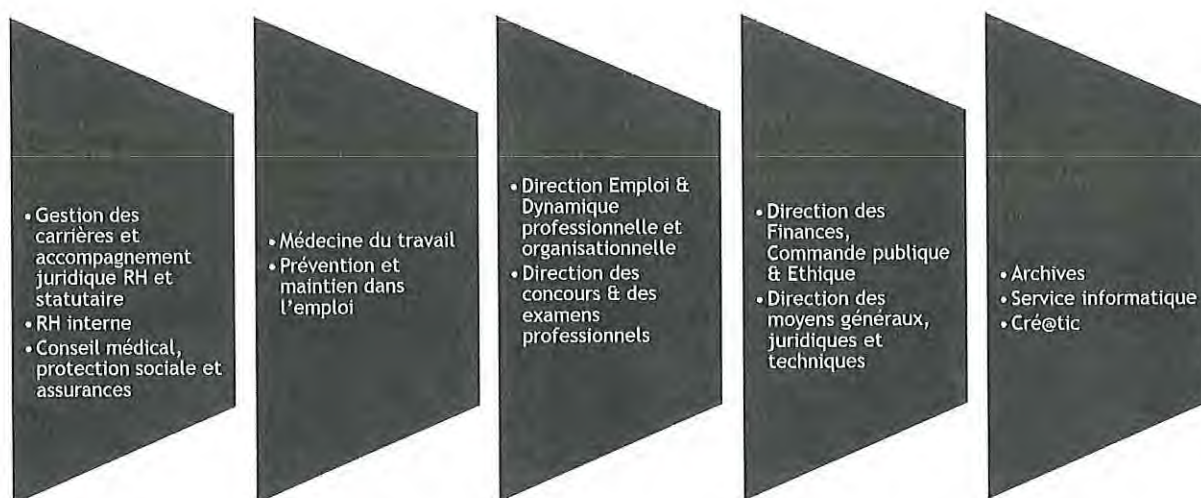 • Gestion des
carrières et
accompagnement
juridique RH et
statutaire
• RH interne
• Conseil médical,
protection sociale et
assurances
• Médecine du travail
• Prévention et
maintien dans
l'emploi
• Direction Emploi &
Dynamique
professionnelle et
organisationnelle
• Direction des
concours & des
examens
professionnels
• Direction des
Finances,
Commande publique
& Ethique
• Direction des
moyens généraux,
juridiques et
techniques
• Archives
• Service informatique
• Cré@tic